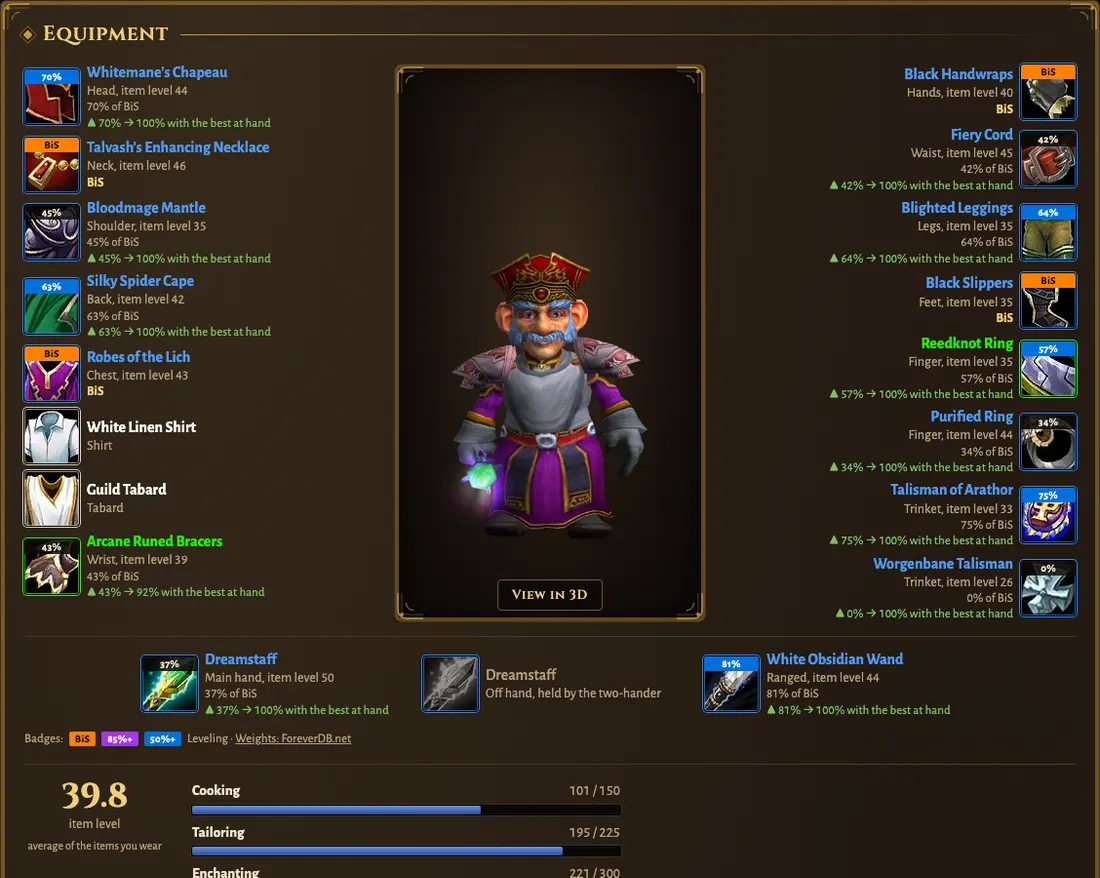 Equipment
70%
Whitemane's Chapeau
Head, item level 44
70% of BiS
▲ 70% → 100% with the best at hand
BiS
Talvash's Enhancing Necklace
Neck, item level 46
BiS
45%
Bloodmage Mantle
Shoulder, item level 35
45% of BiS
▲ 45% → 100% with the best at hand
63%
Silky Spider Cape
Back, item level 42
63% of BiS
▲ 63% → 100% with the best at hand
BiS
Robes of the Lich
Chest, item level 43
BiS
White Linen Shirt
Shirt
Guild Tabard
Tabard
43%
Arcane Runed Bracers
Wrist, item level 39
43% of BiS
▲ 43% → 92% with the best at hand
View in 3D
Black Handwraps
BiS
Hands, item level 40
BiS
Fiery Cord
42%
Waist, item level 45
42% of BiS
▲ 42% → 100% with the best at hand
Blighted Leggings
64%
Legs, item level 35
64% of BiS
▲ 64% → 100% with the best at hand
Black Slippers
BiS
Feet, item level 35
BiS
Reedknot Ring
57%
Finger, item level 35
57% of BiS
▲ 57% → 100% with the best at hand
Purified Ring
34%
Finger, item level 44
34% of BiS
▲ 34% → 100% with the best at hand
Talisman of Arathor
75%
Trinket, item level 33
75% of BiS
▲ 75% → 100% with the best at hand
Worgenbane Talisman
0%
Trinket, item level 26
0% of BiS
▲ 0% → 100% with the best at hand
37%
Dreamstaff
Main hand, item level 50
37% of BiS
▲ 37% → 100% with the best at hand
Dreamstaff
Off hand, held by the two-hander
81%
White Obsidian Wand
Ranged, item level 44
81% of BiS
▲ 81% → 100% with the best at hand
Badges: BiS 85%+ 50%+ Leveling · Weights: ForeverDB.net
39.8
item level
average of the items you wear
Cooking 101 / 150
Tailoring 195 / 225
Enchanting 221 / 300